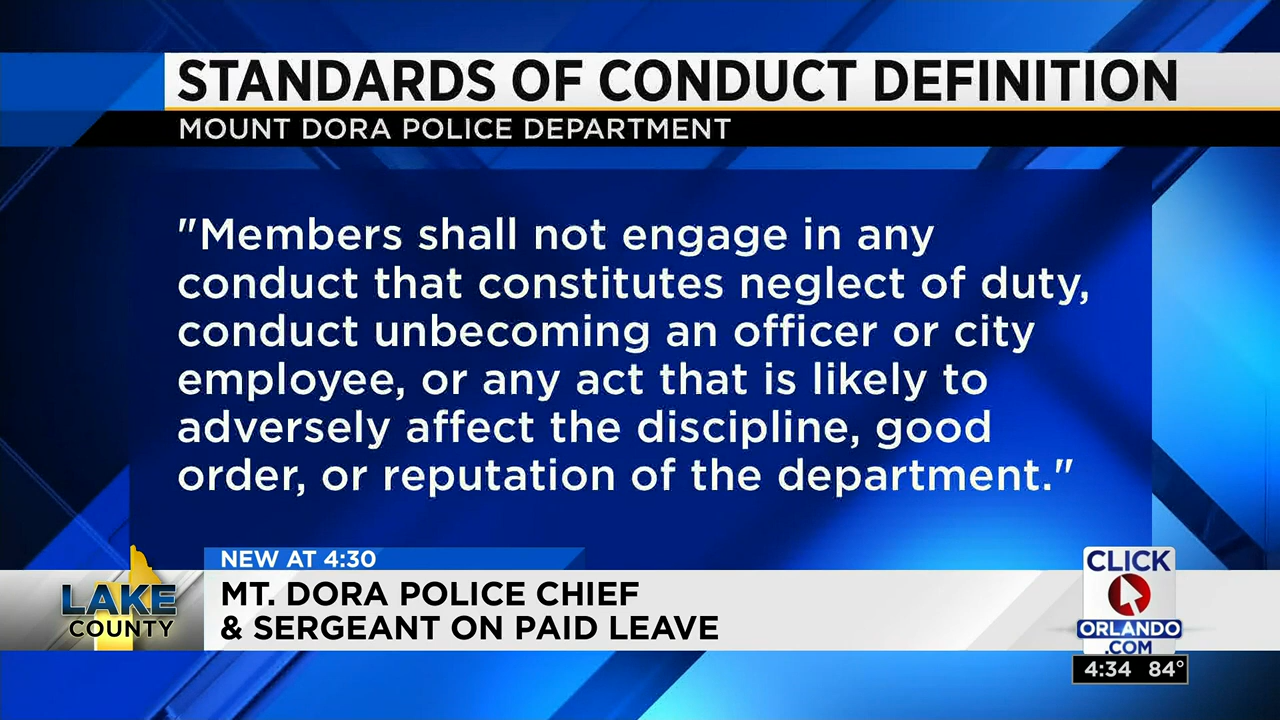 STANDARDS OF CONDUCT DEFINITION
MOUNT DORA POLICE DEPARTMENT
"Members shall not engage in any
conduct that constitutes neglect of duty,
conduct unbecoming an officer or city
employee, or any act that is likely to
adversely affect the discipline, good
order, or reputation of the department."
NEW AT 4:30
LAKE
COUNTY
MT. DORA POLICE CHIEF
& SERGEANT ON PAID LEAVE
CLICK
ORLANDO
.COM
4:34 84°